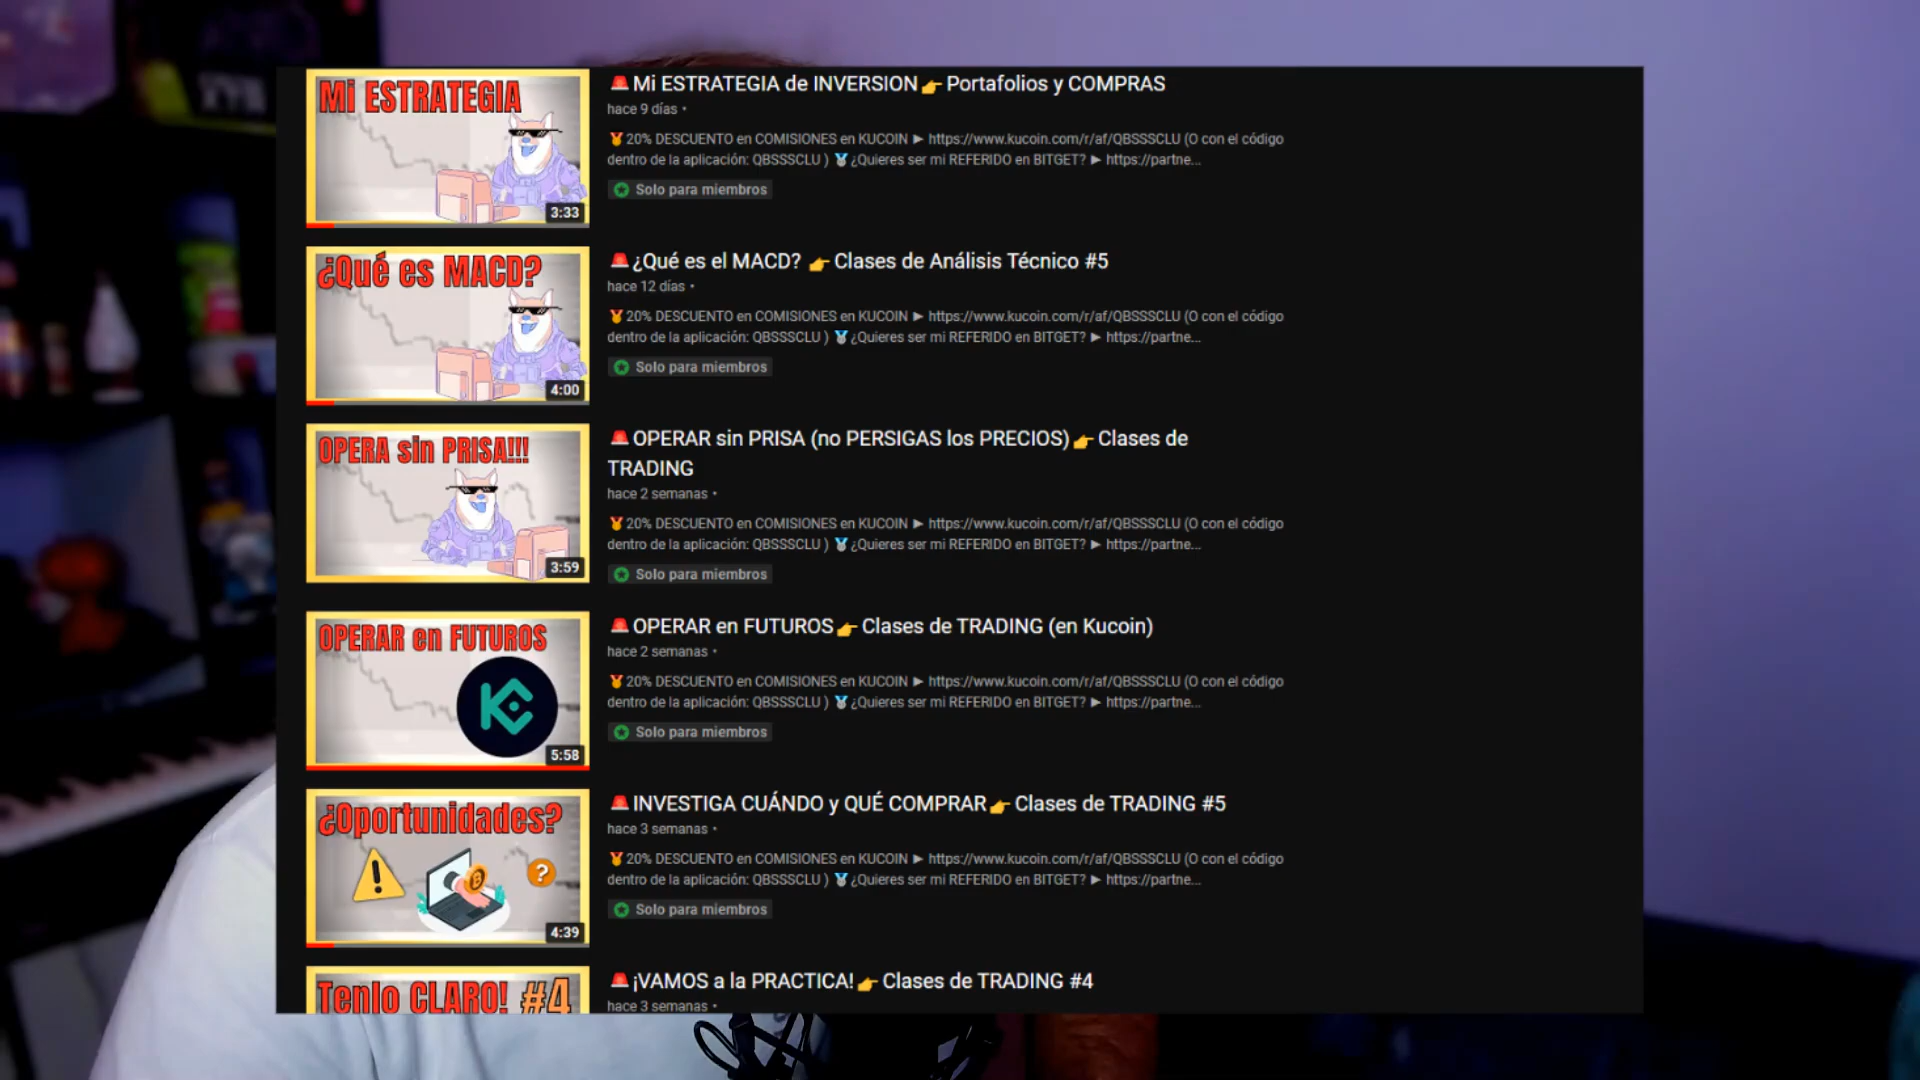 Mi ESTRATEGIA
3:33
🚨Mi ESTRATEGIA de INVERSION👉 Portafolios y COMPRAS
hace 9 días •
🏅20% DESCUENTO en COMISIONES en KUCOIN ► https://www.kucoin.com/r/af/QBSSSCLU (O con el código
dentro de la aplicación: QBSSSCLU ) 🥈¿Quieres ser mi REFERIDO en BITGET? ► https://partne...
Solo para miembros
¿Qué es MACD?
4:00
🚨¿Qué es el MACD? 👉 Clases de Análisis Técnico #5
hace 12 días •
🏅20% DESCUENTO en COMISIONES en KUCOIN ► https://www.kucoin.com/r/af/QBSSSCLU (O con el código
dentro de la aplicación: QBSSSCLU ) 🥈¿Quieres ser mi REFERIDO en BITGET? ► https://partne...
Solo para miembros
OPERA sin PRISA!!!
3:59
🚨OPERAR sin PRISA (no PERSIGAS los PRECIOS)👉Clases de
TRADING
hace 2 semanas •
🏅20% DESCUENTO en COMISIONES en KUCOIN ► https://www.kucoin.com/r/af/QBSSSCLU (O con el código
dentro de la aplicación: QBSSSCLU ) 🥈¿Quieres ser mi REFERIDO en BITGET? ► https://partne...
Solo para miembros
OPERAR en FUTUROS
5:58
🚨OPERAR en FUTUROS👉 Clases de TRADING (en Kucoin)
hace 2 semanas •
🏅20% DESCUENTO en COMISIONES en KUCOIN ► https://www.kucoin.com/r/af/QBSSSCLU (O con el código
dentro de la aplicación: QBSSSCLU ) 🥈¿Quieres ser mi REFERIDO en BITGET? ► https://partne...
Solo para miembros
¿Oportunidades?
4:39
🚨INVESTIGA CUÁNDO y QUÉ COMPRAR👉 Clases de TRADING #5
hace 3 semanas •
🏅20% DESCUENTO en COMISIONES en KUCOIN ► https://www.kucoin.com/r/af/QBSSSCLU (O con el código
dentro de la aplicación: QBSSSCLU ) 🥈¿Quieres ser mi REFERIDO en BITGET? ► https://partne...
Solo para miembros
Tenlo CLARO! #4
🚨¡VAMOS a la PRACTICA!👉 Clases de TRADING #4
hace 3 semanas •